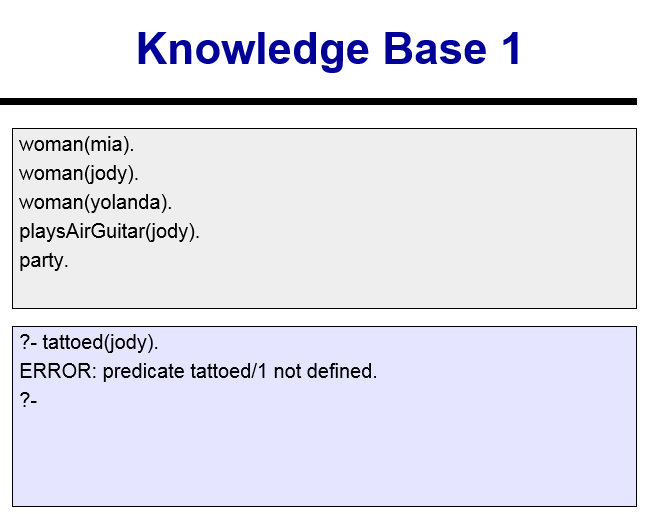 Knowledge Base 1
woman(mia).
woman(jody).
woman(yolanda).
playsAirGuitar(jody).
party.
?- tattoed(jody).
ERROR: predicate tattoed/1 not defined.
?-